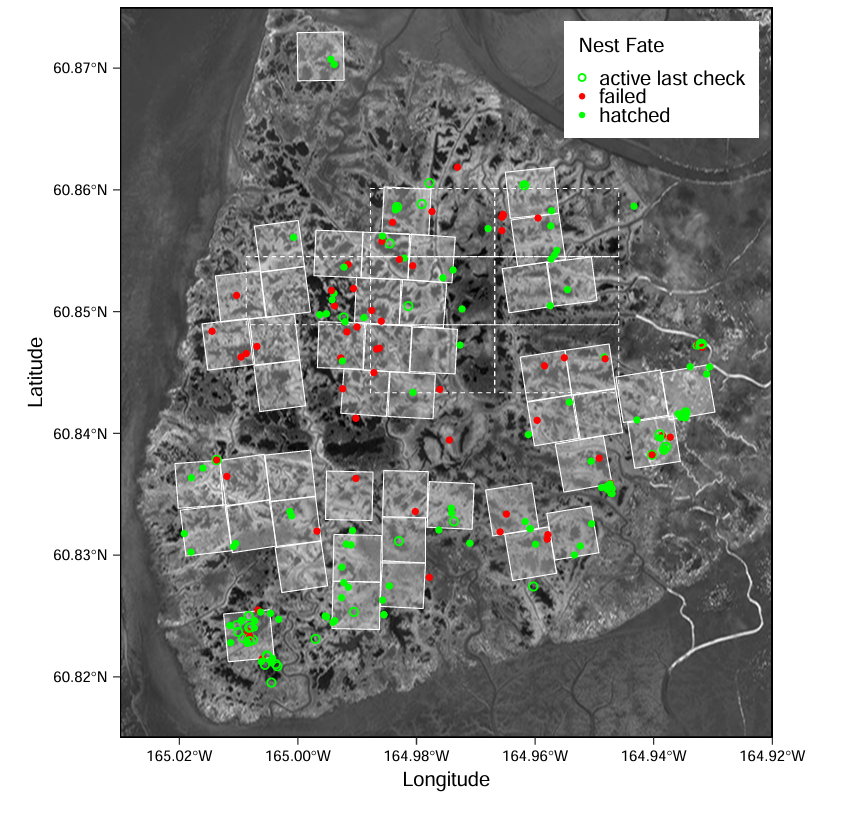 Nest Fate
active last check
failed
hatched
60.87°N
60.86°N
60.85°N
60.84°N
60.83°N
60.82°N
Latitude
165.02°W
165.00°W
164.98°W
164.96°W
164.94°W
164.92°W
Longitude